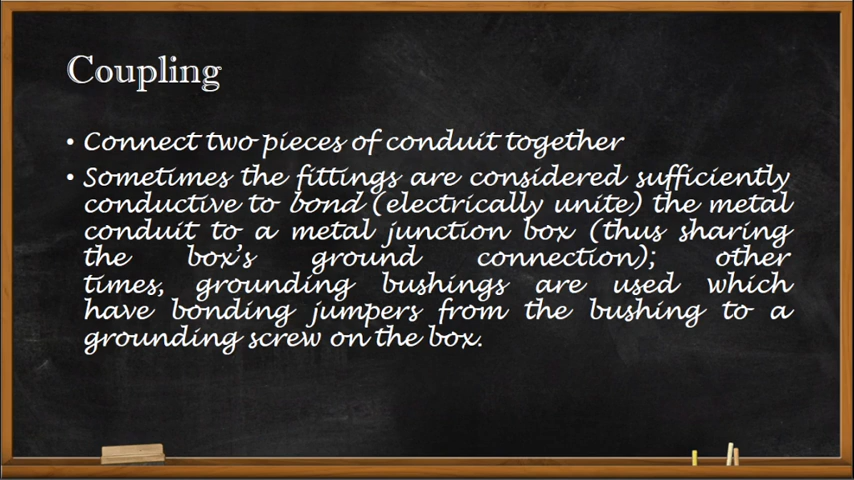 Coupling
• Connect two pieces of conduit together
• Sometimes the fittings are considered sufficiently
conductive to bond (electrically unite) the metal
conduit to a metal junction box (thus sharing
the box's ground connection); other
times, grounding bushings are used which
have bonding jumpers from the bushing to a
grounding screw on the box.